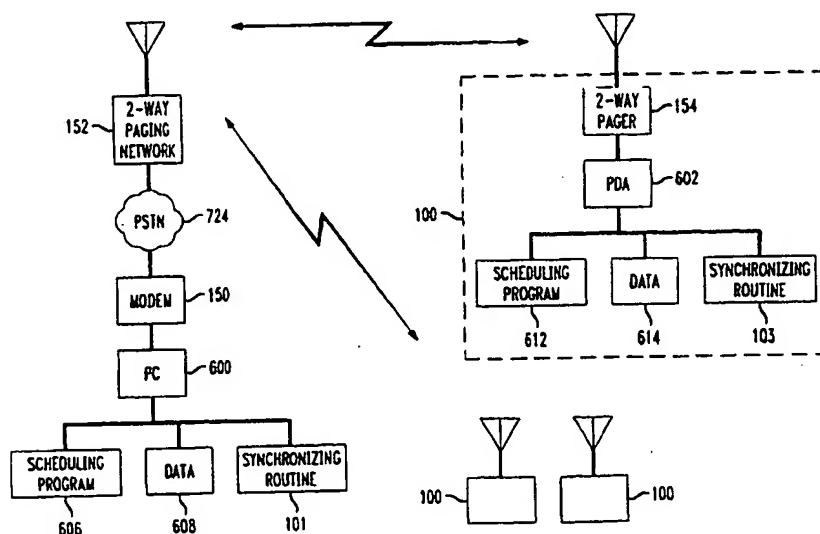 2-WAY
PAGING
NETWORK
152
PSTN
724
MODEM
150
PC
600
SCHEDULING
PROGRAM
606
DATA
608
SYNCHRONIZING
ROUTINE
101
2-WAY
PAGER
154
PDA
602
100
SCHEDULING
PROGRAM
612
DATA
614
SYNCHRONIZING
ROUTINE
103
100
100